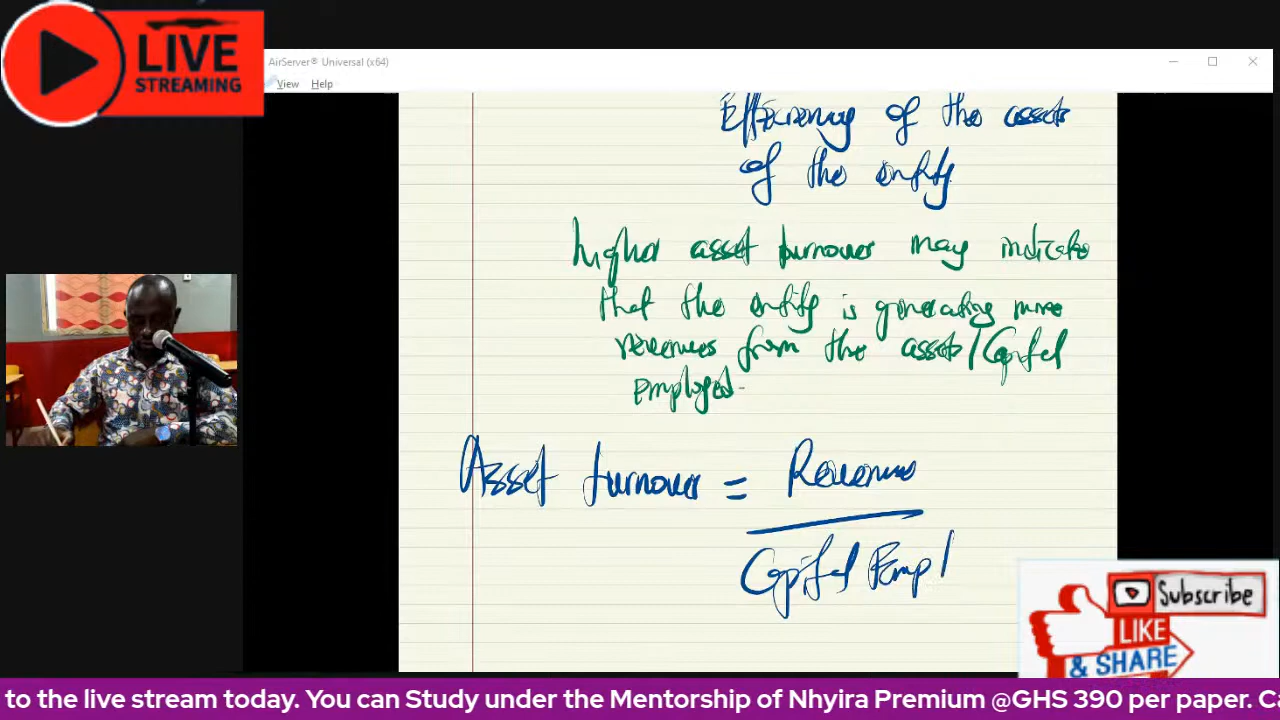 LIVE
STREAMING
AirServer® Universal (x64)
View Help
Efficiency of the assets
of the entity
higher asset turnover may indicate
that the entity is generating more
revenues from the assets/Capital
Employed-
Asset turnover = Revenue
Capital Empl
Subscribe
LIKE
& SHARE
to the live stream today. You can Study under the Mentorship of Nhyira Premium @GHS 390 per paper. Ca